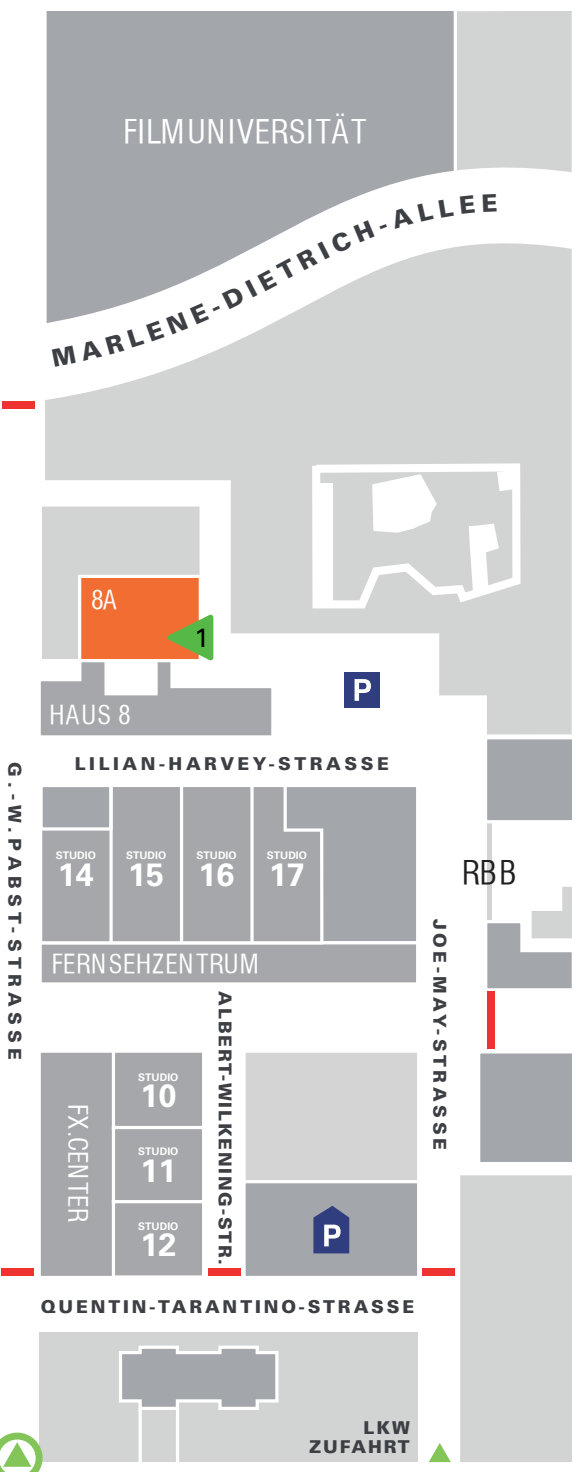 FILMUNIVERSITÄT
MARLENE-DIETRICH-ALLEE
8A
1
P
HAUS 8
LILIAN-HARVEY-STRASSE
G.-W.PABST-STRASSE
STUDIO
14
STUDIO
15
STUDIO
16
STUDIO
17
RBB
FERNSEHZENTRUM
JOE-MAY-STRASSE
ALBERT-WILKENING-STR.
FX.CENTER
STUDIO
10
STUDIO
11
STUDIO
12
P
QUENTIN-TARANTINO-STRASSE
LKW
ZUFAHRT